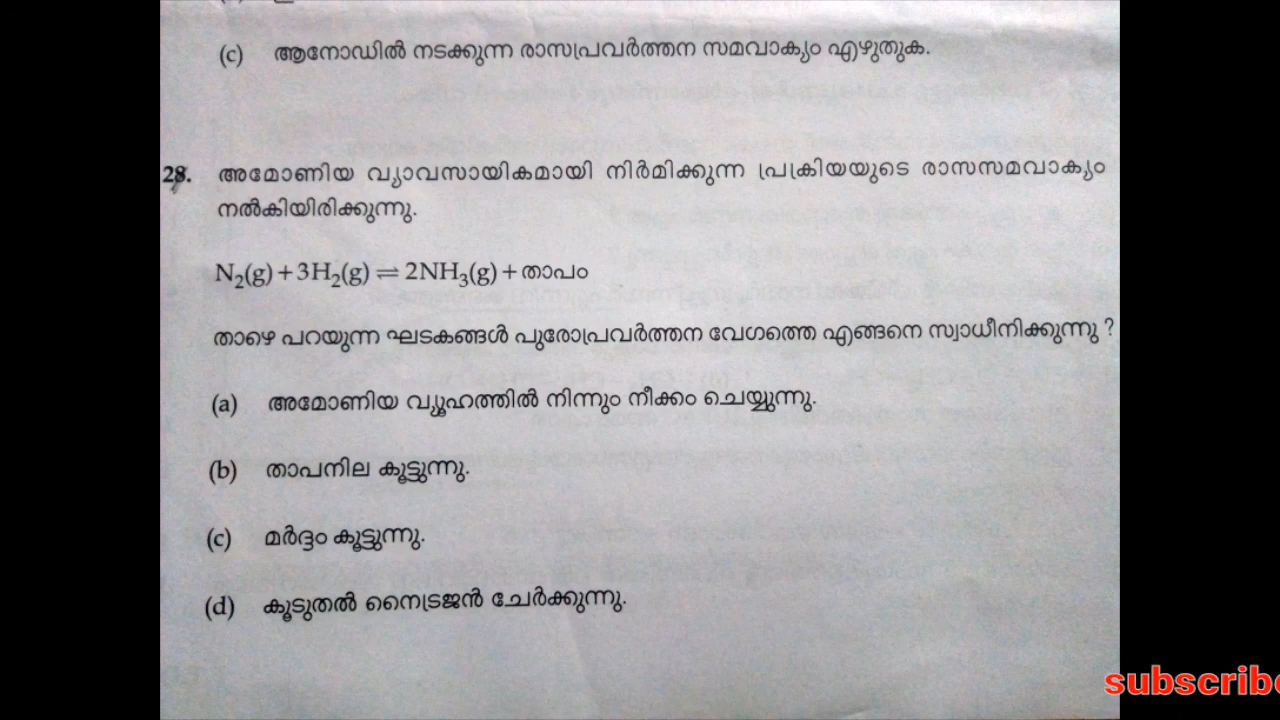 (c) ആനോഡിൽ നടക്കുന്ന രാസപ്രവർത്തന സമവാക്യം എഴുതുക.
28. അമോണിയ വ്യാവസായികമായി നിർമിക്കുന്ന പ്രക്രിയയുടെ രാസസമവാക്യം
നൽകിയിരിക്കുന്നു.
N₂(g) + 3H₂(g) ⇌ 2NH₃(g) + താപം
താഴെ പറയുന്ന ഘടകങ്ങൾ പുരോപ്രവർത്തന വേഗത്തെ എങ്ങനെ സ്വാധീനിക്കുന്നു ?
(a) അമോണിയ വ്യൂഹത്തിൽ നിന്നും നീക്കം ചെയ്യുന്നു.
(b) താപനില കൂട്ടുന്നു.
(c) മർദ്ദം കൂട്ടുന്നു.
(d) കൂടുതൽ നൈട്രജൻ ചേർക്കുന്നു.
subscribe